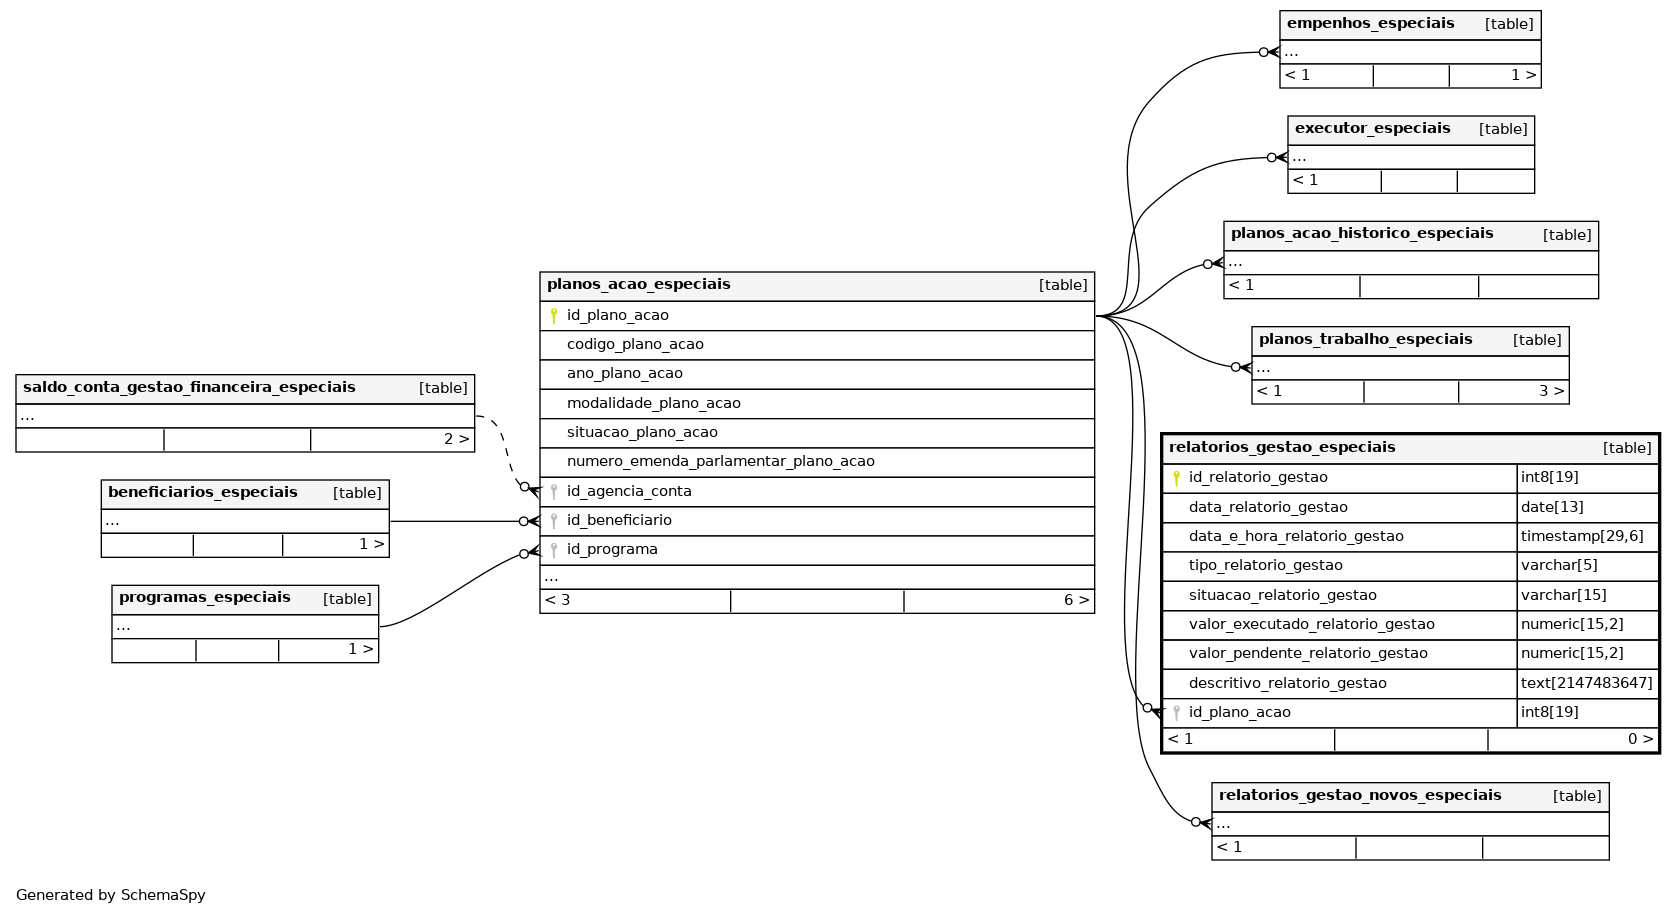 saldo_conta_gestao_financeira_especiais [table]
...
2 >
beneficiarios_especiais [table]
...
1 >
programas_especiais [table]
...
1 >
planos_acao_especiais [table]
id_plano_acao
codigo_plano_acao
ano_plano_acao
modalidade_plano_acao
situacao_plano_acao
numero_emenda_parlamentar_plano_acao
id_agencia_conta
id_beneficiario
id_programa
...
< 3 6 >
empenhos_especiais [table]
...
< 1 1 >
executor_especiais [table]
...
< 1
planos_acao_historico_especiais [table]
...
< 1
planos_trabalho_especiais [table]
...
< 1 3 >
relatorios_gestao_especiais [table]
id_relatorio_gestao int8[19]
data_relatorio_gestao date[13]
data_e_hora_relatorio_gestao timestamp[29,6]
tipo_relatorio_gestao varchar[5]
situacao_relatorio_gestao varchar[15]
valor_executado_relatorio_gestao numeric[15,2]
valor_pendente_relatorio_gestao numeric[15,2]
descritivo_relatorio_gestao text[2147483647]
id_plano_acao int8[19]
< 1 0 >
relatorios_gestao_novos_especiais [table]
...
< 1
Generated by SchemaSpy